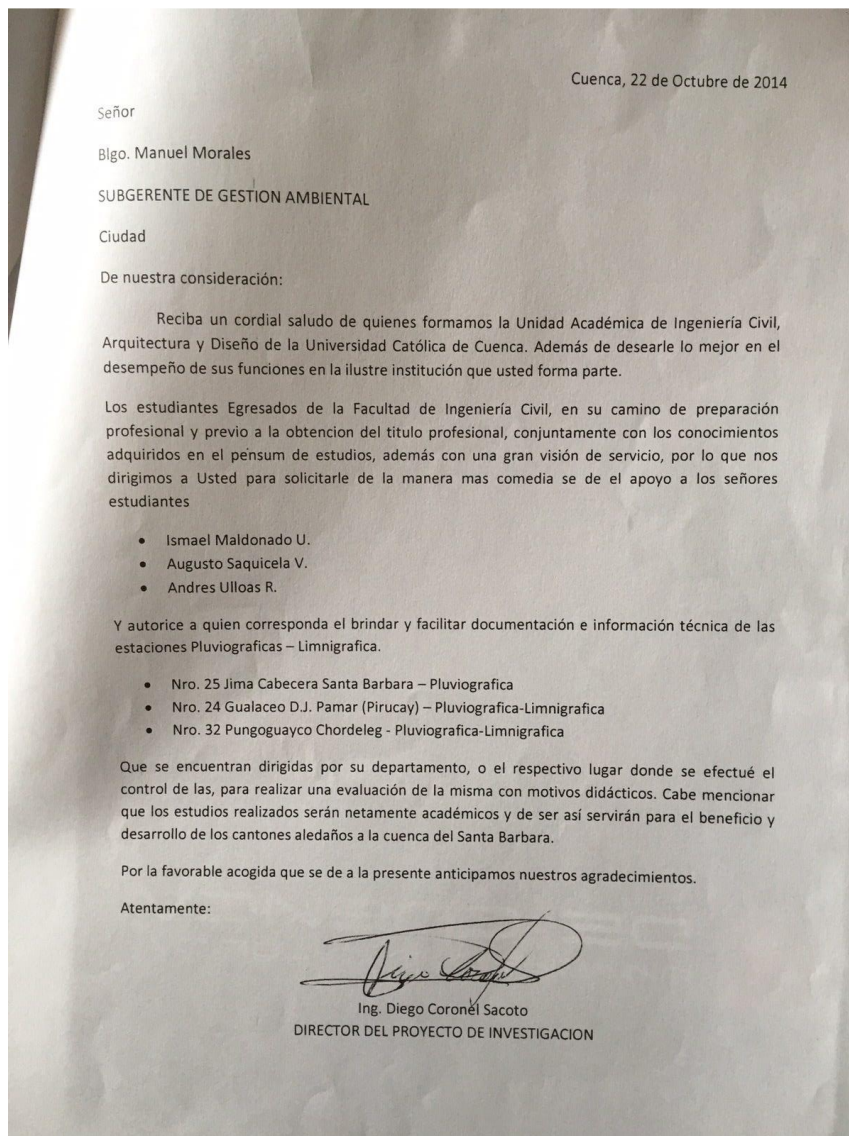 Cuenca, 22 de Octubre de 2014
Señor
Blgo. Manuel Morales
SUBGERENTE DE GESTION AMBIENTAL
Ciudad
De nuestra consideración:
Reciba un cordial saludo de quienes formamos la Unidad Académica de Ingeniería Civil,
Arquitectura y Diseño de la Universidad Católica de Cuenca. Además de desearle lo mejor en el
desempeño de sus funciones en la ilustre institución que usted forma parte.
Los estudiantes Egresados de la Facultad de Ingeniería Civil, en su camino de preparación
profesional y previo a la obtencion del titulo profesional, conjuntamente con los conocimientos
adquiridos en el pensum de estudios, además con una gran visión de servicio, por lo que nos
dirigimos a Usted para solicitarle de la manera mas comedia se de el apoyo a los señores
estudiantes
• Ismael Maldonado U.
• Augusto Saquicela V.
• Andres Ulloas R.
Y autorice a quien corresponda el brindar y facilitar documentación e información técnica de las
estaciones Pluviograficas – Limnigrafica.
• Nro. 25 Jima Cabecera Santa Barbara – Pluviografica
• Nro. 24 Gualaceo D.J. Pamar (Pirucay) – Pluviografica-Limnigrafica
• Nro. 32 Pungoguayco Chordeleg - Pluviografica-Limnigrafica
Que se encuentran dirigidas por su departamento, o el respectivo lugar donde se efectué el
control de las, para realizar una evaluación de la misma con motivos didácticos. Cabe mencionar
que los estudios realizados serán netamente académicos y de ser así servirán para el beneficio y
desarrollo de los cantones aledaños a la cuenca del Santa Barbara.
Por la favorable acogida que se de a la presente anticipamos nuestros agradecimientos.
Atentamente:
Ing. Diego Coronel Sacoto
DIRECTOR DEL PROYECTO DE INVESTIGACION